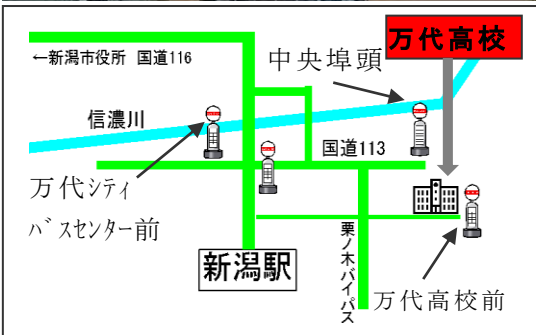 万代高校
←新潟市役所 国道116
中央埠頭
信濃川
国道113
万代シティ
バスセンター前
栗ノ木バイパス
新潟駅
万代高校前